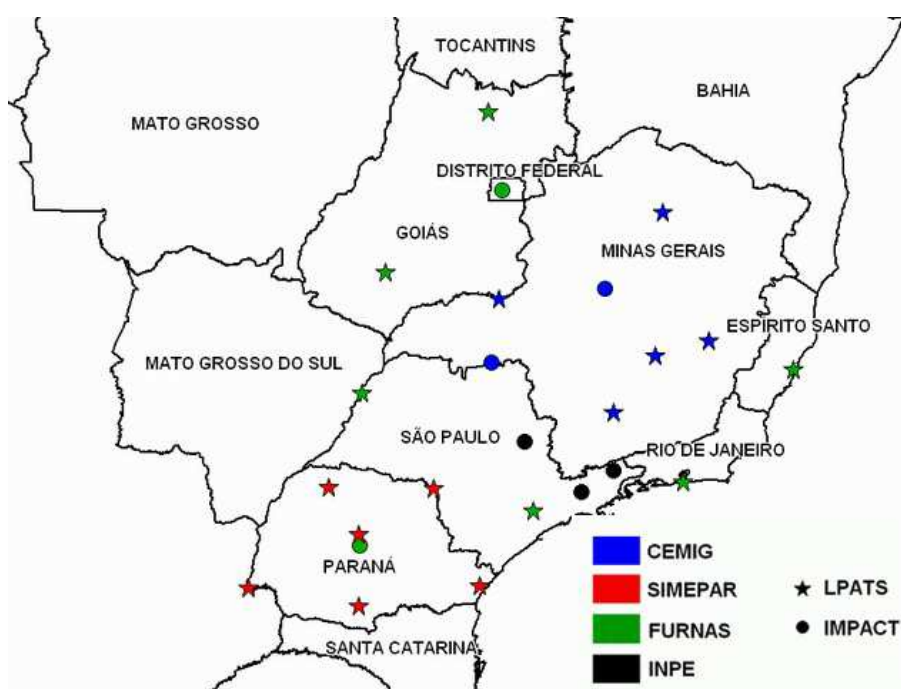 TOCANTINS
BAHIA
MATO GROSSO
DISTRITO FEDERAL
GOIÁS
MINAS GERAIS
ESPÍRITO SANTO
MATO GROSSO DO SUL
SÃO PAULO
RIO DE JANEIRO
PARANÁ
SANTA CATARINA
CEMIG
SIMEPAR
FURNAS
INPE
LPATS
IMPACT